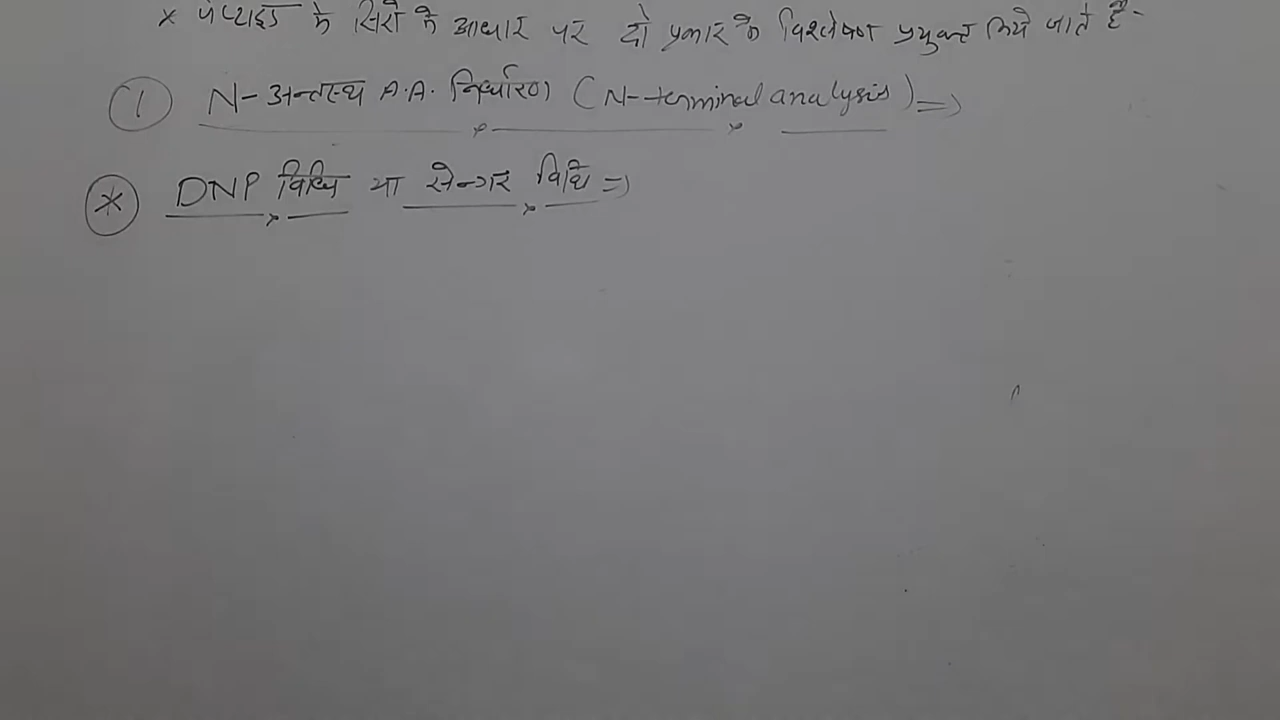 × पेप्टाइड के सिरों के आधार पर दो प्रकार के विश्लेषण प्रयुक्त किये जाते है-
① N-अन्तस्थ A.A. निर्धारण (N-terminal analysis) =>
* DNP विधि या सेन्गर विधि =>